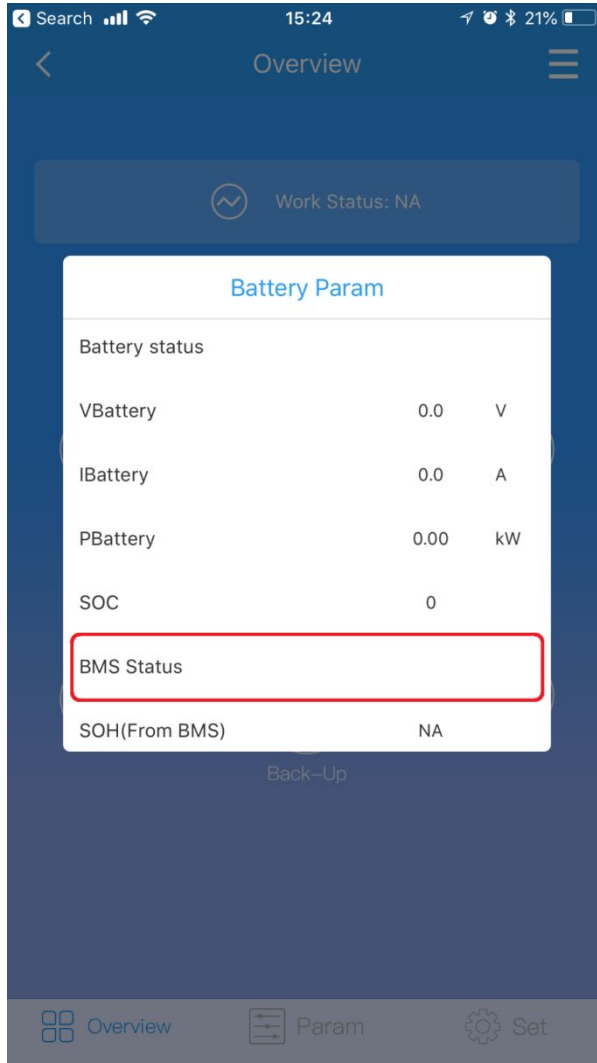 Search 15:24 21%
Overview
Work Status: NA
Battery Param
Battery status
VBattery 0.0 V
IBattery 0.0 A
PBattery 0.00 kW
SOC 0
BMS Status
SOH(From BMS) NA
Back-Up
Overview Param Set